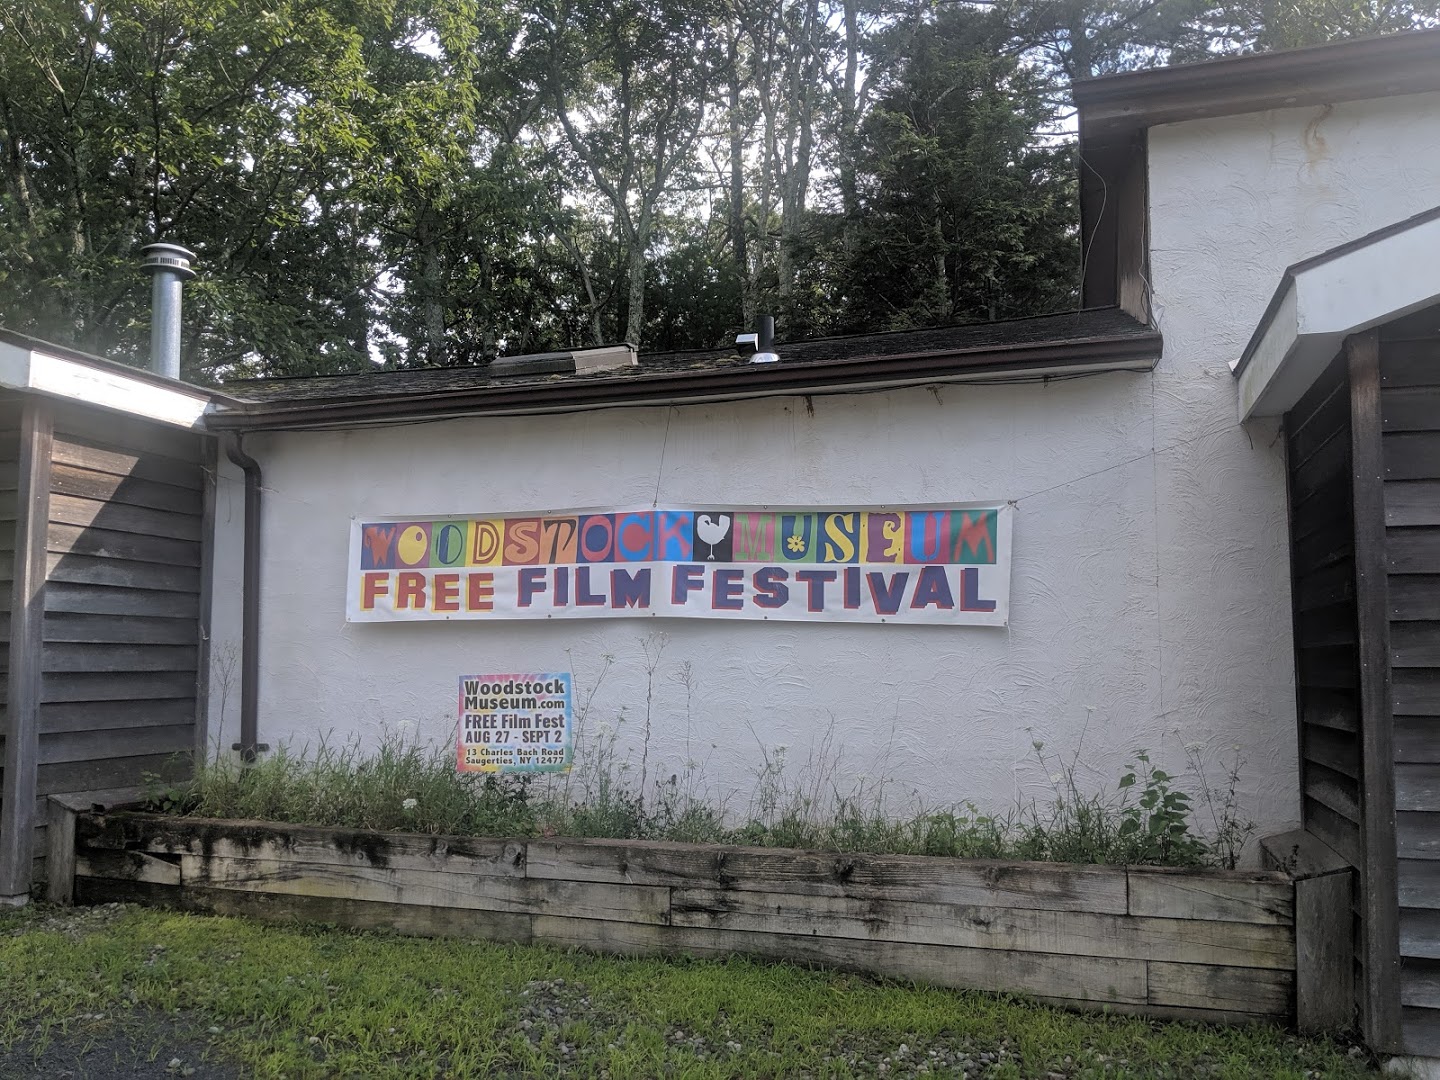 WOODSTOCK MUSEUM
FREE FILM FESTIVAL
Woodstock
Museum.com
FREE Film Fest
AUG 27 - SEPT 2
13 Charles Bach Road
Saugerties, NY 12477